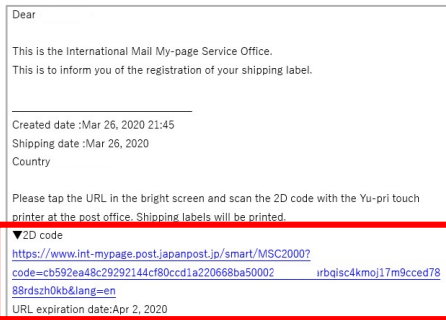 Dear
This is the International Mail My-page Service Office.
This is to inform you of the registration of your shipping label.
Created date :Mar 26, 2020 21:45
Shipping date :Mar 26, 2020
Country
Please tap the URL in the bright screen and scan the 2D code with the Yu-pri touch
printer at the post office. Shipping labels will be printed.
▼2D code
https://www.int-mypage.post.japanpost.jp/smart/MSC2000?
code=cb592ea48c29292144cf80ccd1a220668ba50002 rbqisc4kmoj17m9cced78
88rdszh0kb&lang=en
URL expiration date:Apr 2, 2020